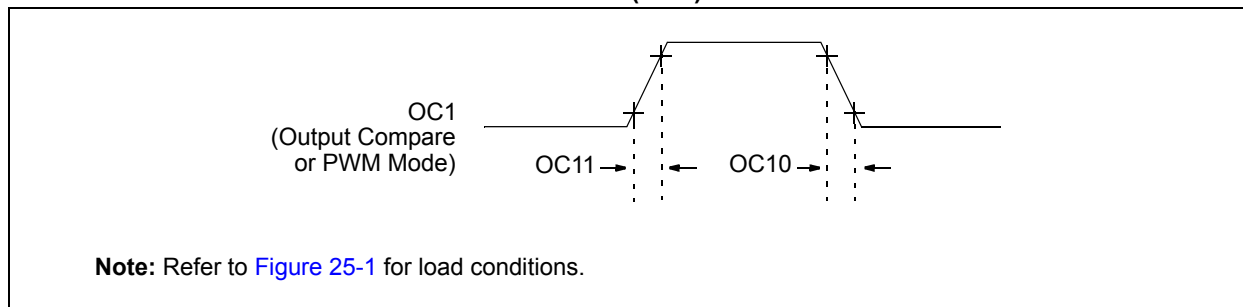 OC1
(Output Compare
or PWM Mode)
OC11
OC10
Note: Refer to Figure 25-1 for load conditions.